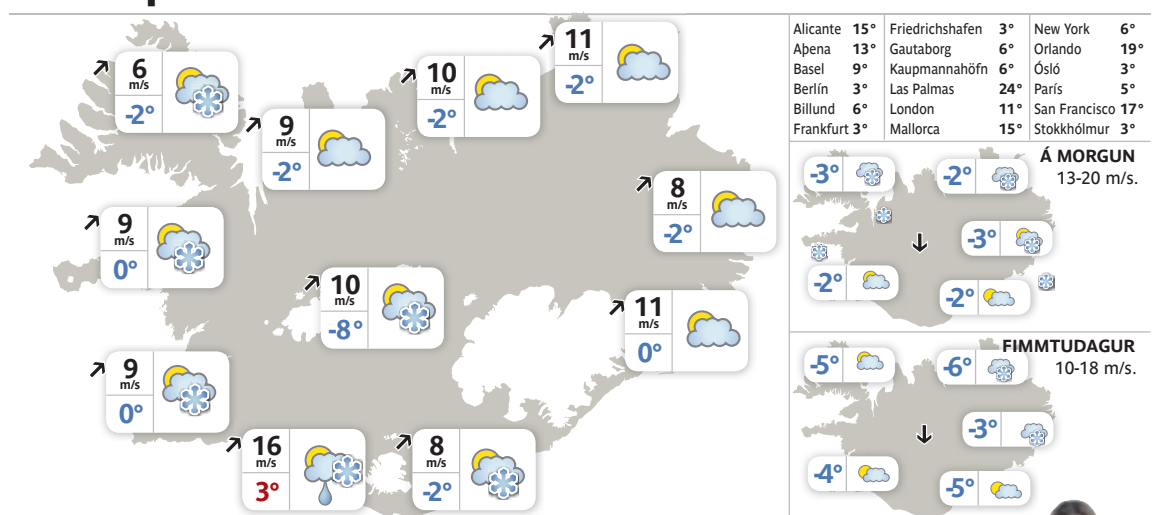 6
m/s
-2°
9
m/s
-2°
10
m/s
-2°
11
m/s
-2°
9
m/s
0°
8
m/s
-2°
10
m/s
-8°
11
m/s
0°
9
m/s
0°
16
m/s
3°
8
m/s
-2°
Alicante 15°
Aþena 13°
Basel 9°
Berlín 3°
Billund 6°
Frankfurt 3°
Friedrichshafen 3°
Gautaborg 6°
Kaupmannahöfn 6°
Las Palmas 24°
London 11°
Mallorca 15°
New York 6°
Orlando 19°
Ósló 3°
París 5°
San Francisco 17°
Stokkhólmur 3°
Á MORGUN
13-20 m/s.
-3°
-2°
-3°
-2°
-2°
FIMMTUDAGUR
10-18 m/s.
-5°
-6°
-3°
-4°
-5°